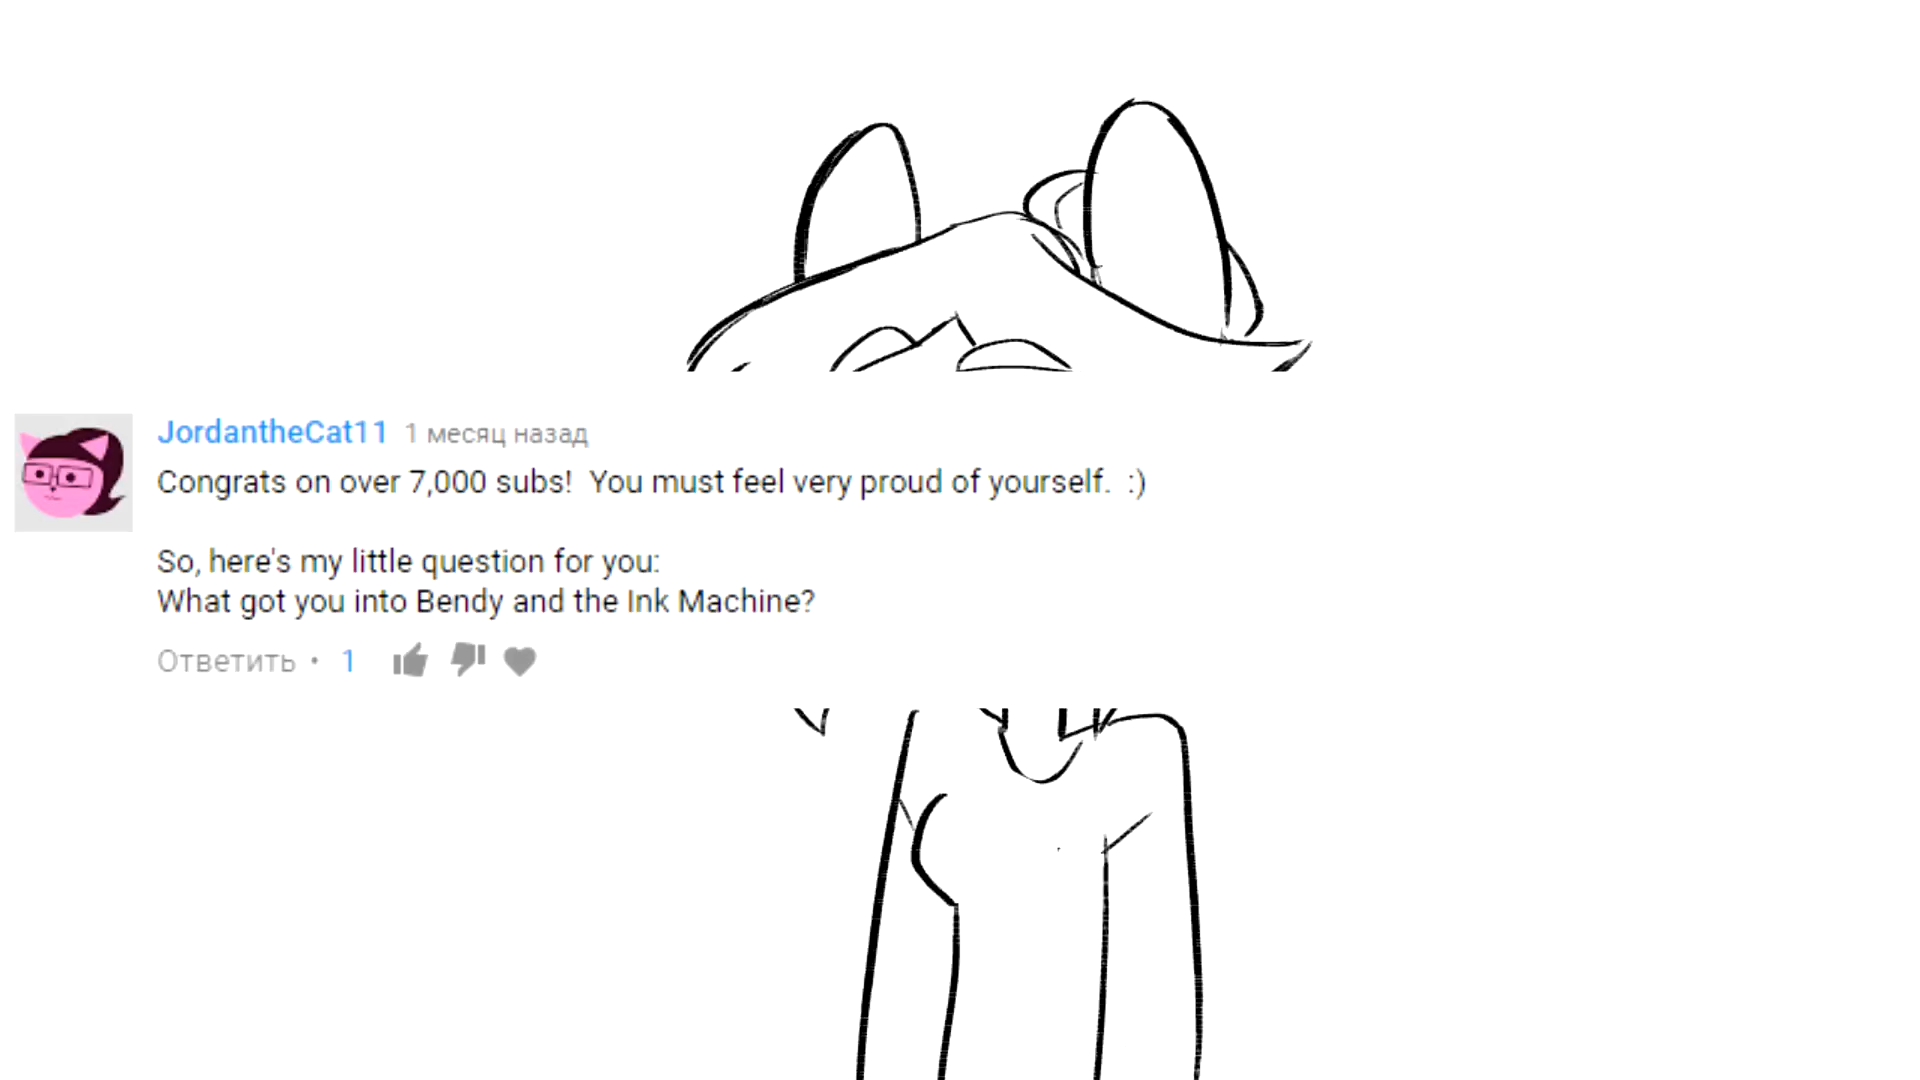 JordantheCat11 1 месяц назад
Congrats on over 7,000 subs!  You must feel very proud of yourself.  :)
So, here's my little question for you:
What got you into Bendy and the Ink Machine?
Ответить • 1